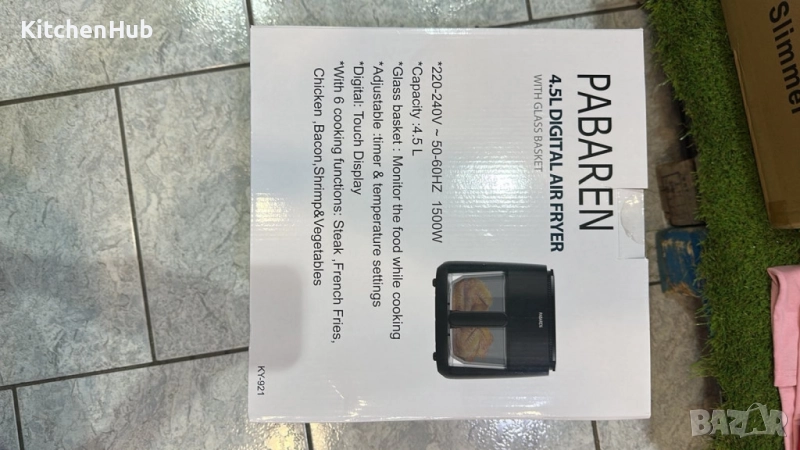 KitchenHub
PABAREN
4.5L DIGITAL AIR FRYER
WITH GLASS BASKET
*220-240V ~ 50-60HZ 1500W
*Capacity :4.5 L
*Glass basket : Monitor the food while cooking
*Adjustable :timer & temperature settings
*Digital: Touch Display
*With 6 cooking functions: Steak ,French Fries,
Chicken ,Bacon,Shrimp&Vegetables
PABAREN
KY-921
Slimmer
BAZAR